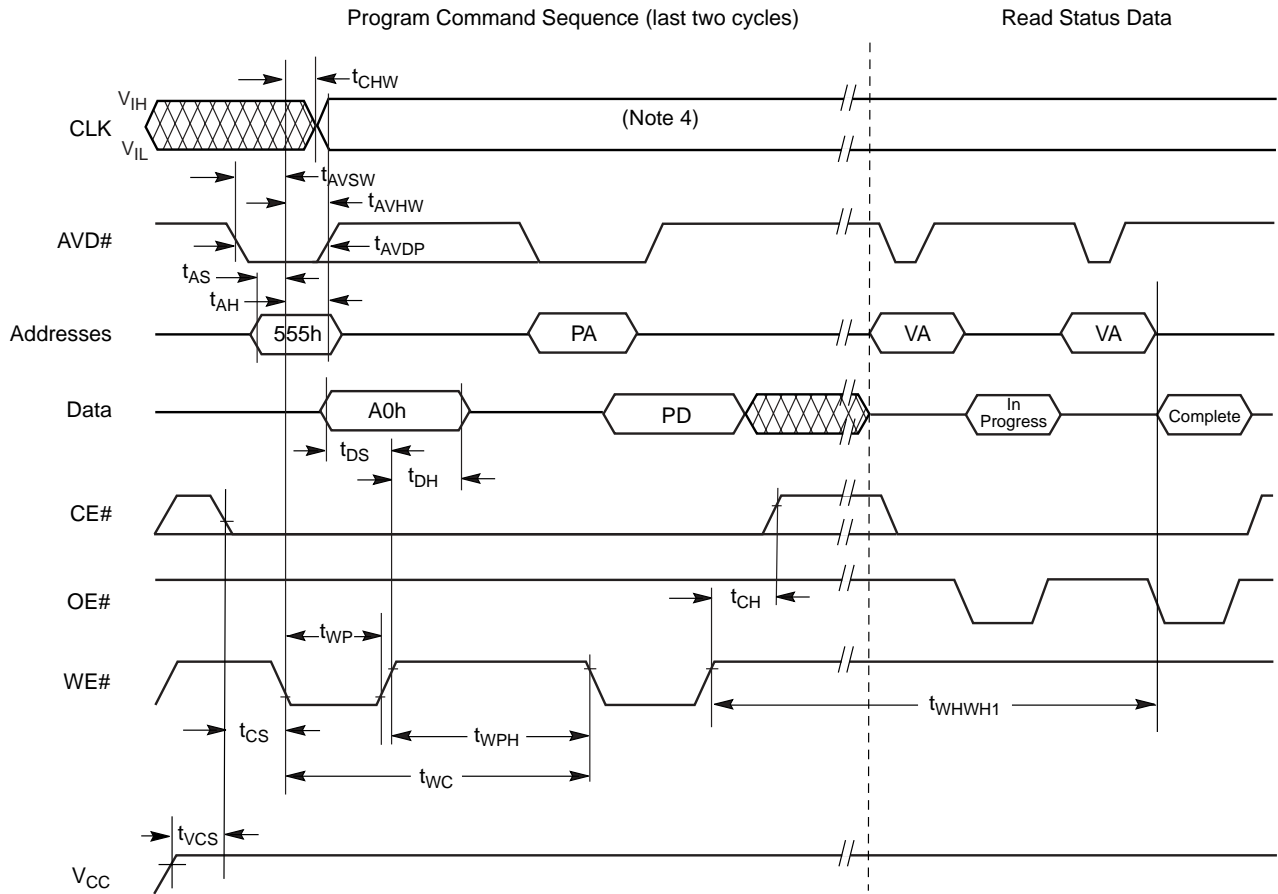 Program Command Sequence (last two cycles)
Read Status Data
tCHW
VIH
CLK
VIL
(Note 4)
tAVSW
tAVHW
AVD#
tAVDP
tAS
tAH
Addresses
555h
PA
VA
VA
Data
A0h
PD
In
Progress
Complete
tDS
tDH
CE#
OE#
tCH
tWP
WE#
tWHWH1
tCS
tWPH
tWC
tVCS
VCC